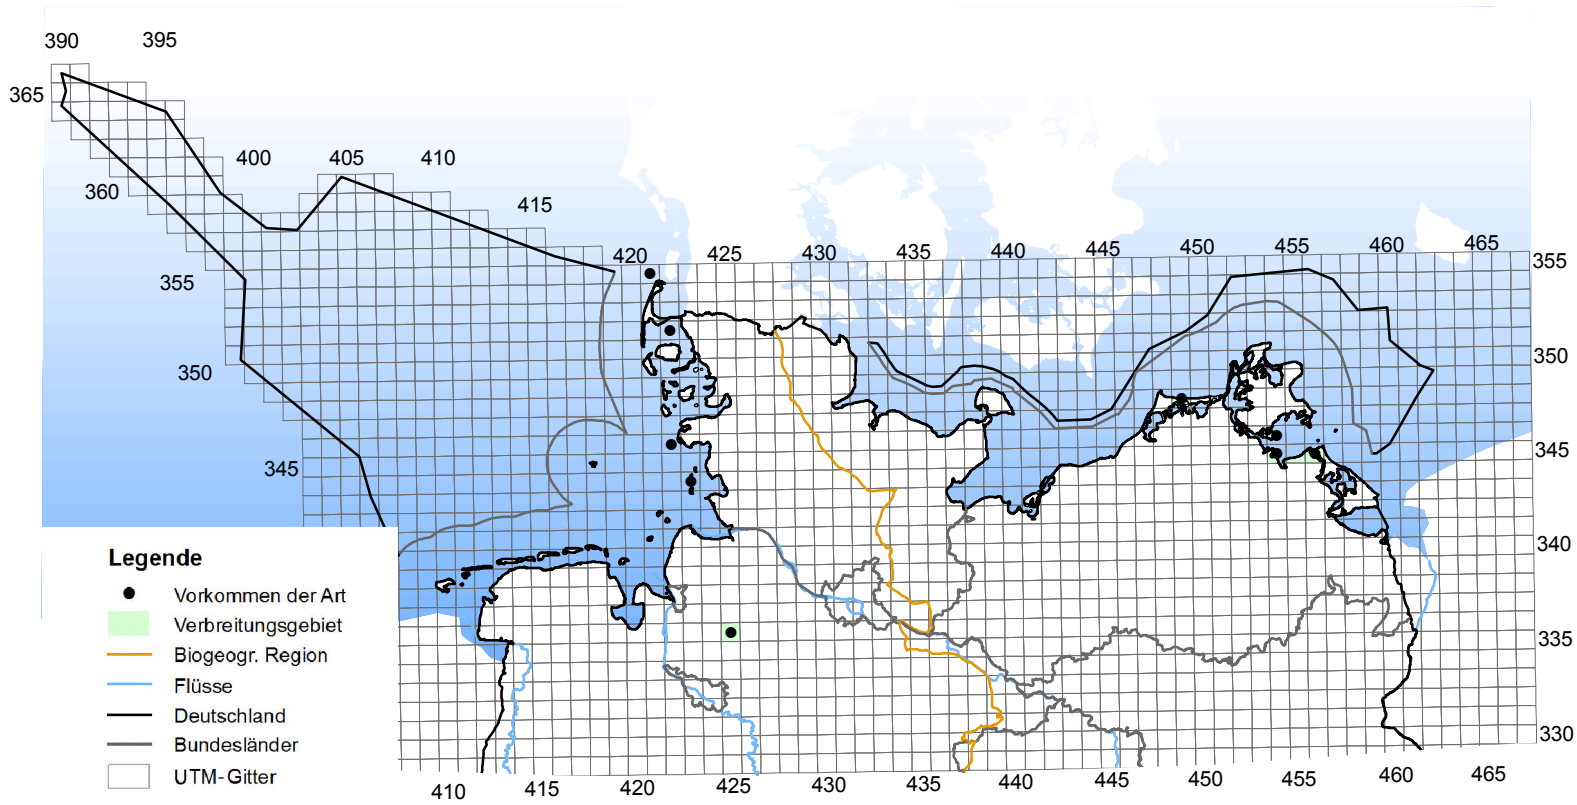 390 395
365
400 405 410
360
415
420 425 430 435 440 445 450 455 460 465
355 355
350 350
345 345
340
335
330
Legende
Vorkommen der Art
Verbreitungsgebiet
Biogeogr. Region
Flüsse
Deutschland
Bundesländer
UTM-Gitter
410 415 420 425 430 435 440 445 450 455 460 465